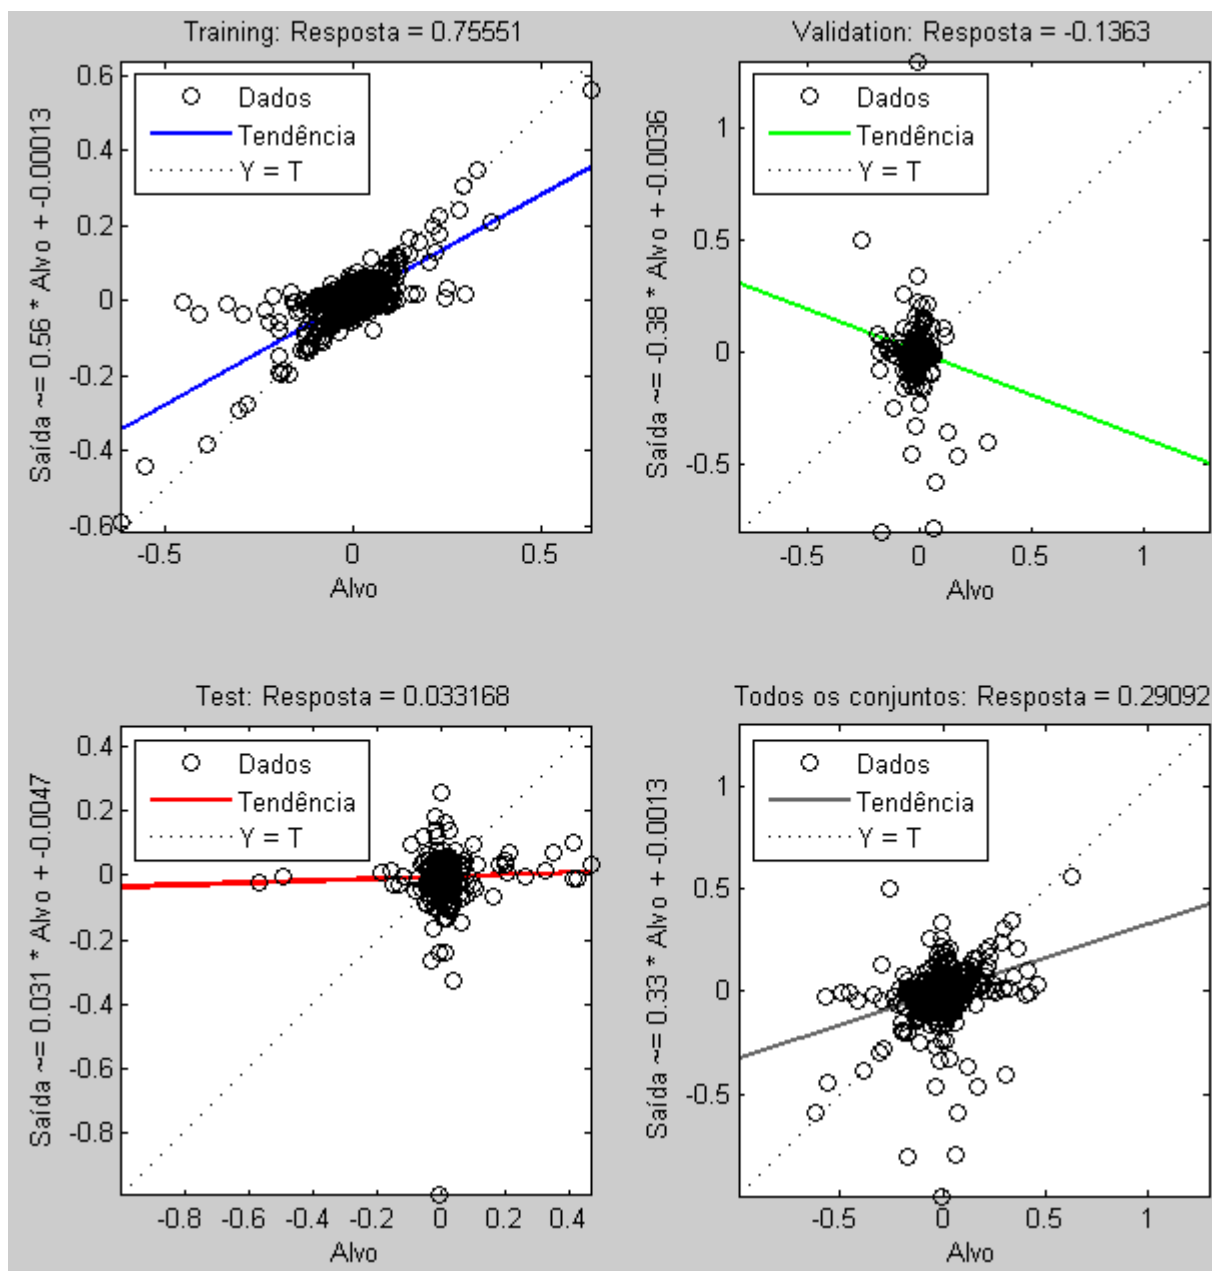 Training: Resposta = 0.75551
Saída ~= 0.56 * Alvo + -0.00013
0.6
0.4
0.2
0
-0.2
-0.4
-0.6
Dados
Tendência
Y = T
-0.5
0
0.5
Alvo
Validation: Resposta = -0.1363
Saída ~= -0.38 * Alvo + -0.0036
1
0.5
0
-0.5
Dados
Tendência
Y = T
-0.5
0
0.5
1
Alvo
Test: Resposta = 0.033168
Saída ~= 0.031 * Alvo + -0.0047
0.4
0.2
0
-0.2
-0.4
-0.6
-0.8
Dados
Tendência
Y = T
-0.8
-0.6
-0.4
-0.2
0
0.2
0.4
Alvo
Todos os conjuntos: Resposta = 0.29092
Saída ~= 0.33 * Alvo + -0.0013
1
0.5
0
-0.5
Dados
Tendência
Y = T
-0.5
0
0.5
1
Alvo